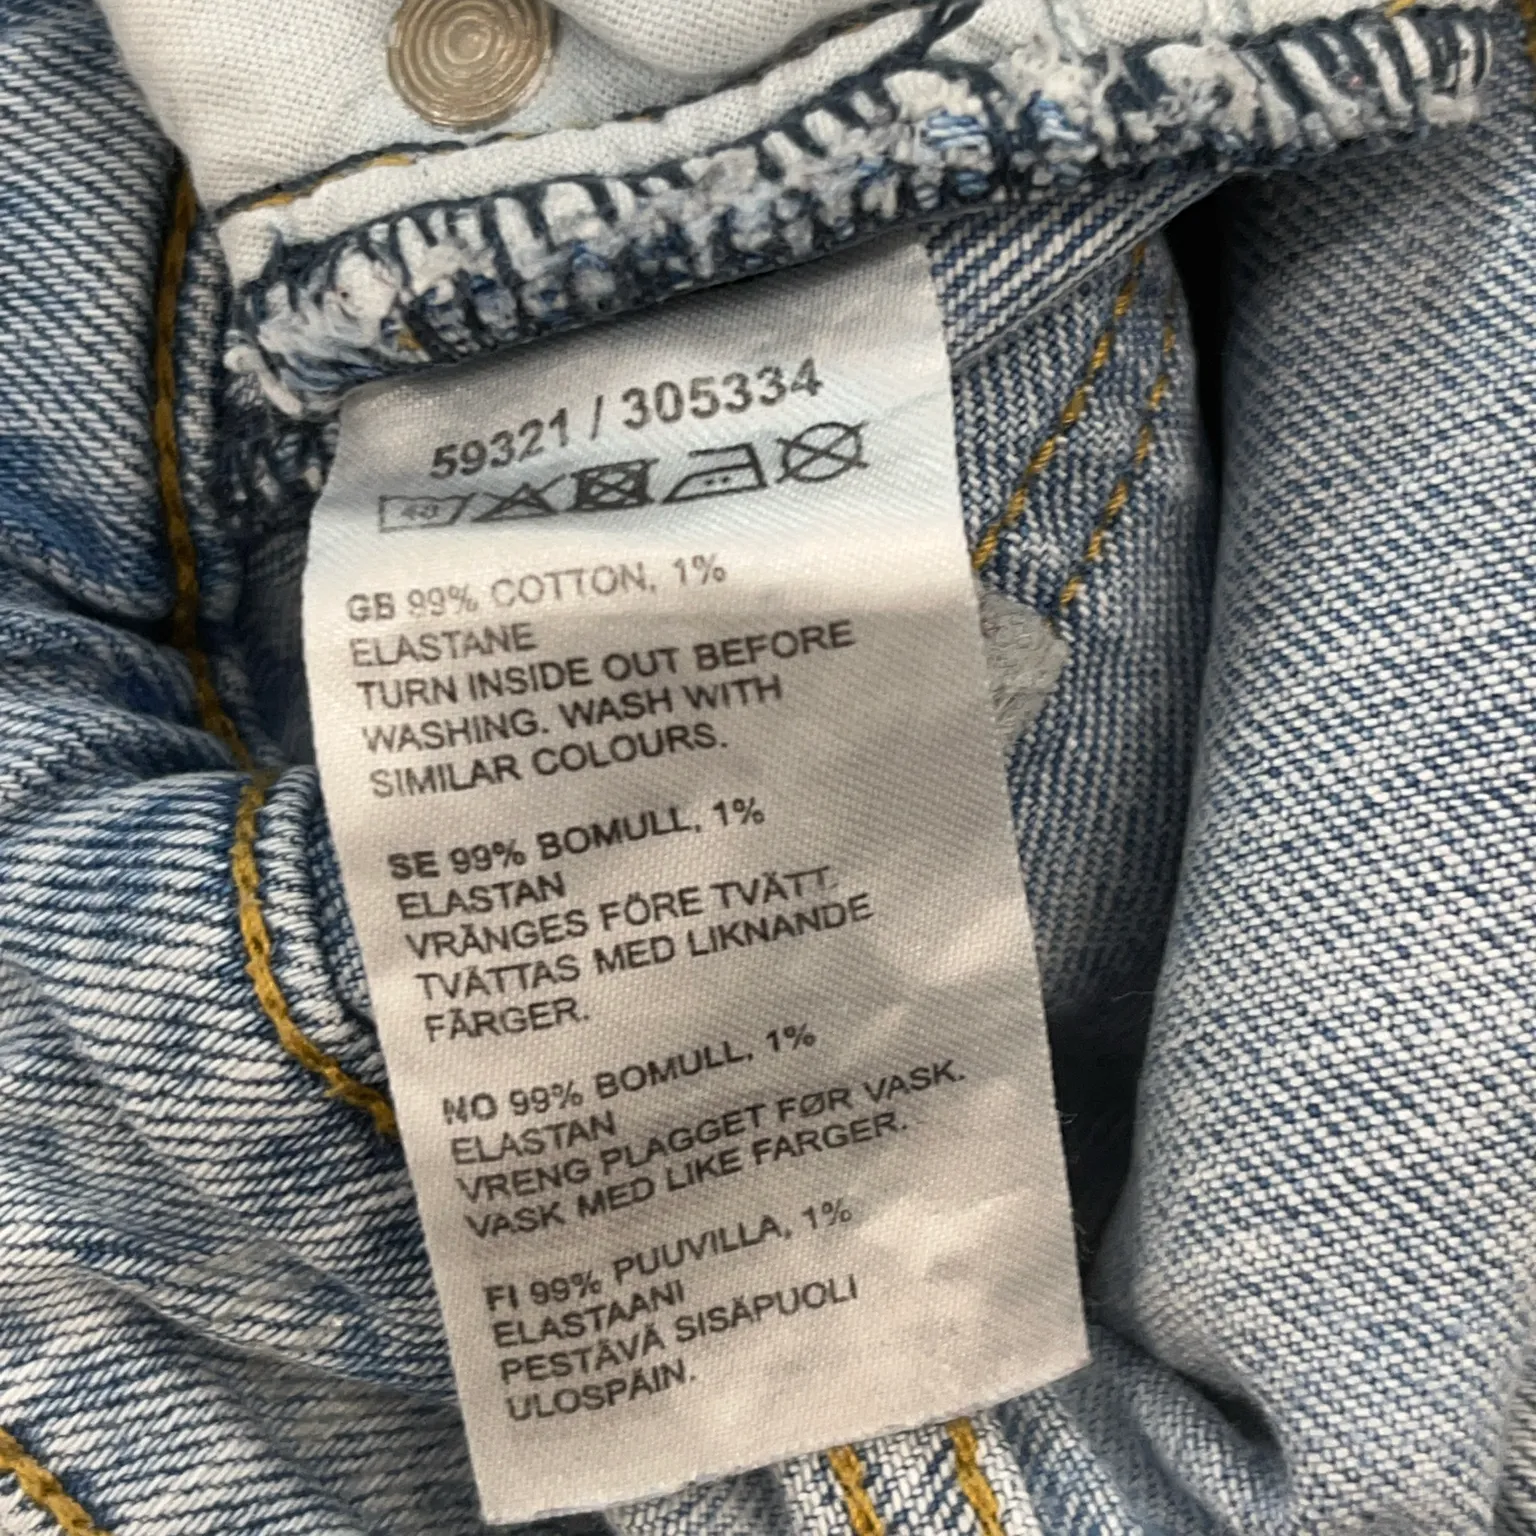 59321 / 305334
40
GB 99% COTTON, 1%
ELASTANE
TURN INSIDE OUT BEFORE
WASHING. WASH WITH
SIMILAR COLOURS.
SE 99% BOMULL, 1%
ELASTAN
VRÄNGES FÖRE TVÄTT.
TVÄTTAS MED LIKNANDE
FÄRGER.
NO 99% BOMULL, 1%
ELASTAN
VRENG PLAGGET FØR VASK.
VASK MED LIKE FARGER.
FI 99% PUUVILLA, 1%
ELASTAANI
PESTÄVÄ SISÄPUOLI
ULOSPÄIN.